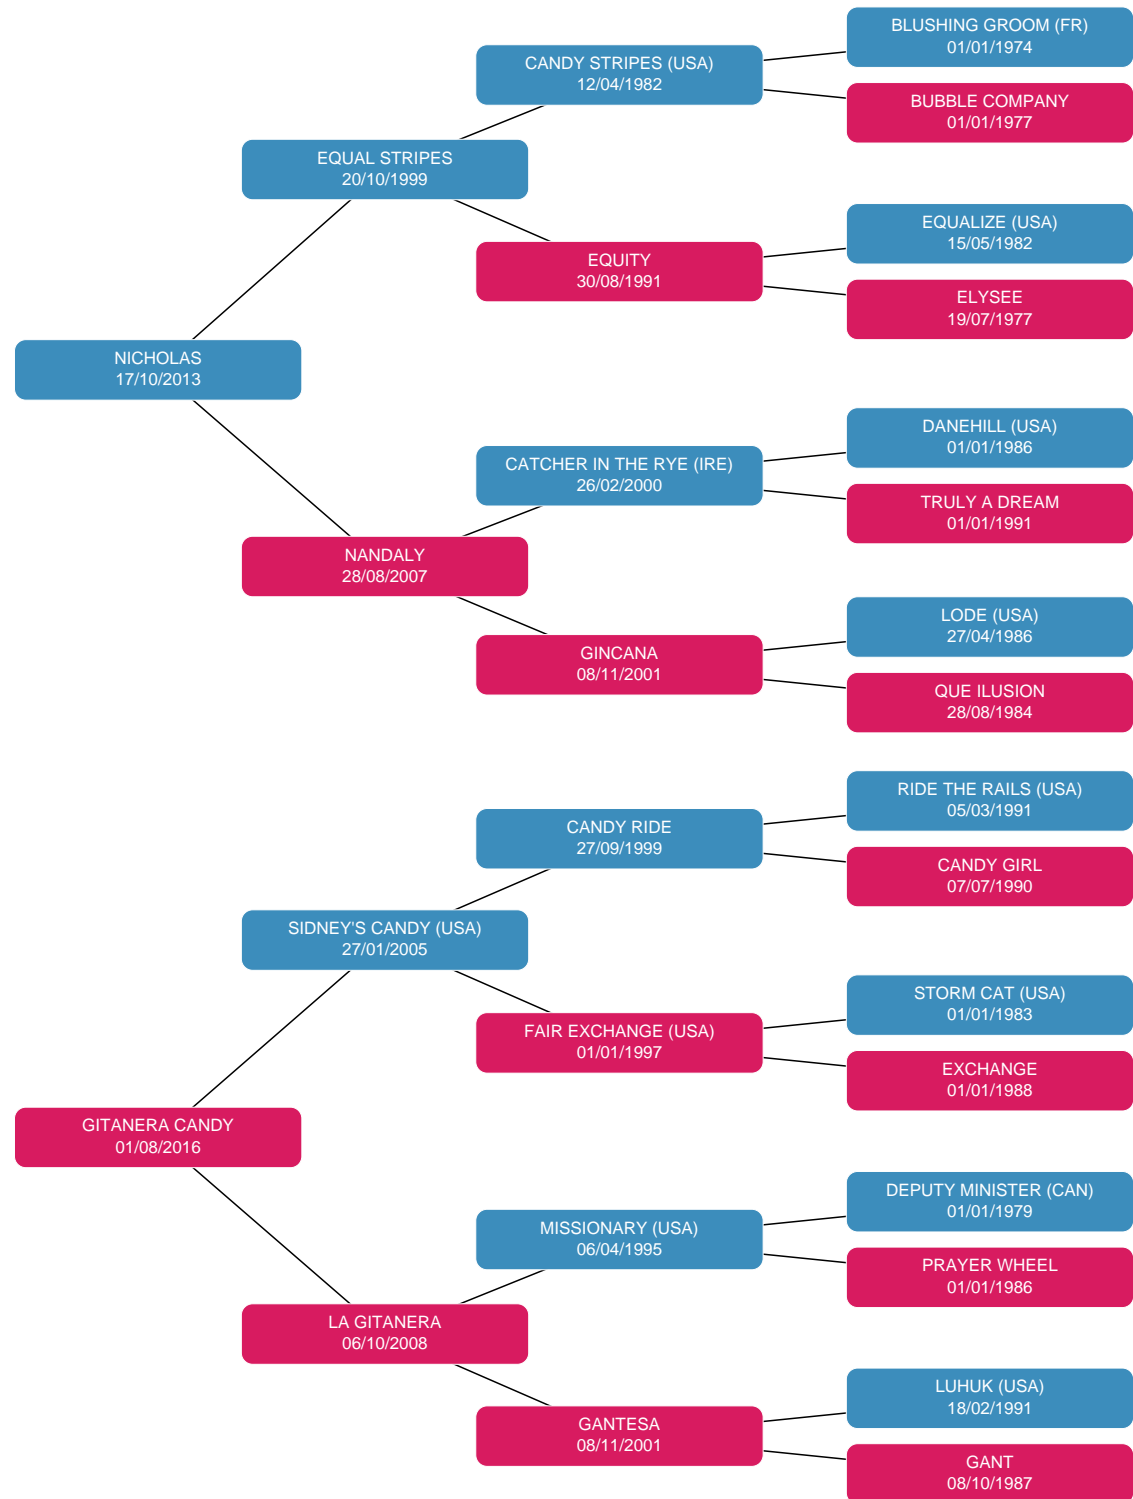 BLUSHING GROOM (FR)
01/01/1974
CANDY STRIPES (USA)
12/04/1982
BUBBLE COMPANY
01/01/1977
EQUAL STRIPES
20/10/1999
EQUALIZE (USA)
15/05/1982
EQUITY
30/08/1991
ELYSEE
19/07/1977
NICHOLAS
17/10/2013
DANEHILL (USA)
01/01/1986
CATCHER IN THE RYE (IRE)
26/02/2000
TRULY A DREAM
01/01/1991
NANDALY
28/08/2007
LODE (USA)
27/04/1986
GINCANA
08/11/2001
QUE ILUSION
28/08/1984
RIDE THE RAILS (USA)
05/03/1991
CANDY RIDE
27/09/1999
CANDY GIRL
07/07/1990
SIDNEY'S CANDY (USA)
27/01/2005
STORM CAT (USA)
01/01/1983
FAIR EXCHANGE (USA)
01/01/1997
EXCHANGE
01/01/1988
GITANERA CANDY
01/08/2016
DEPUTY MINISTER (CAN)
01/01/1979
MISSIONARY (USA)
06/04/1995
PRAYER WHEEL
01/01/1986
LA GITANERA
06/10/2008
LUHUK (USA)
18/02/1991
GANTESA
08/11/2001
GANT
08/10/1987